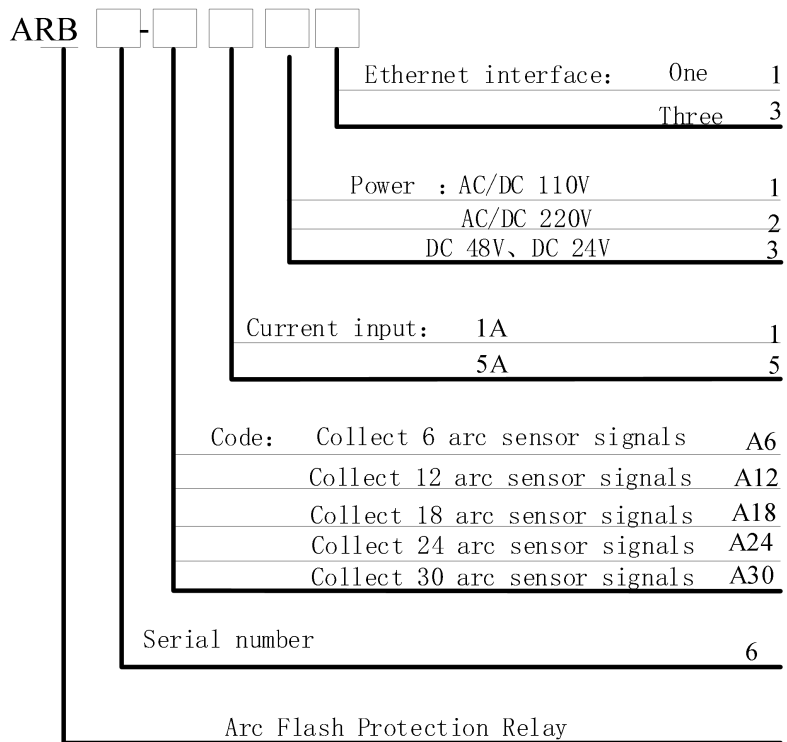 ARB -
Ethernet interface: One 1
Three 3
Power : AC/DC 110V 1
AC/DC 220V 2
DC 48V、DC 24V 3
Current input: 1A 1
5A 5
Code: Collect 6 arc sensor signals A6
Collect 12 arc sensor signals A12
Collect 18 arc sensor signals A18
Collect 24 arc sensor signals A24
Collect 30 arc sensor signals A30
Serial number 6
Arc Flash Protection Relay